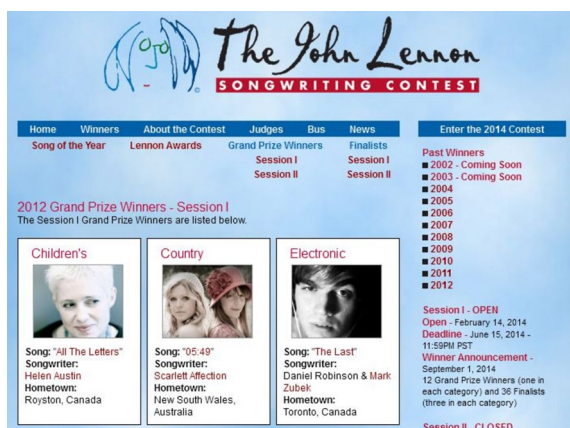 The John Lennon
SONGWRITING CONTEST
Home Winners About the Contest Judges Bus News
Song of the Year Lennon Awards Grand Prize Winners Finalists
Session I Session I
Session II Session II
2012 Grand Prize Winners - Session I
The Session I Grand Prize Winners are listed below.
Children's
Song: "All The Letters"
Songwriter:
Helen Austin
Hometown:
Royston, Canada
Country
Song: "05:49"
Songwriter:
Scarlett Affection
Hometown:
New South Wales,
Australia
Electronic
Song: "The Last"
Songwriter:
Daniel Robinson & Mark
Zubek
Hometown:
Toronto, Canada
Enter the 2014 Contest
Past Winners
2002 - Coming Soon
2003 - Coming Soon
2004
2005
2006
2007
2008
2009
2010
2011
2012
Session I - OPEN
Open - February 14, 2014
Deadline - June 15, 2014 -
11:59PM PST
Winner Announcement -
September 1, 2014
12 Grand Prize Winners (one in
each category) and 36 Finalists
(three in each category)
Session II - CLOSED